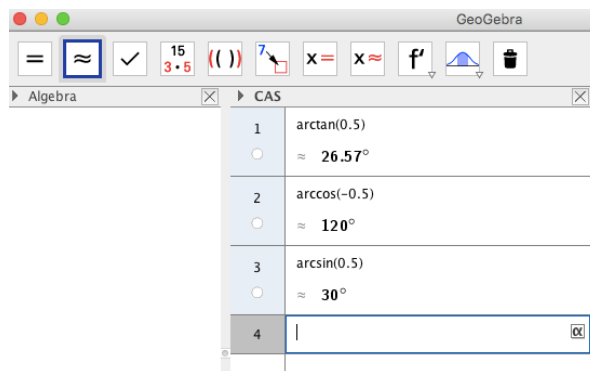 GeoGebra
= ≈ ✓ 15 3·5 (( )) 7 x= x≈ f′
Algebra
CAS
1 arctan(0.5)
≈ 26.57°
2 arccos(-0.5)
≈ 120°
3 arcsin(0.5)
≈ 30°
4 α